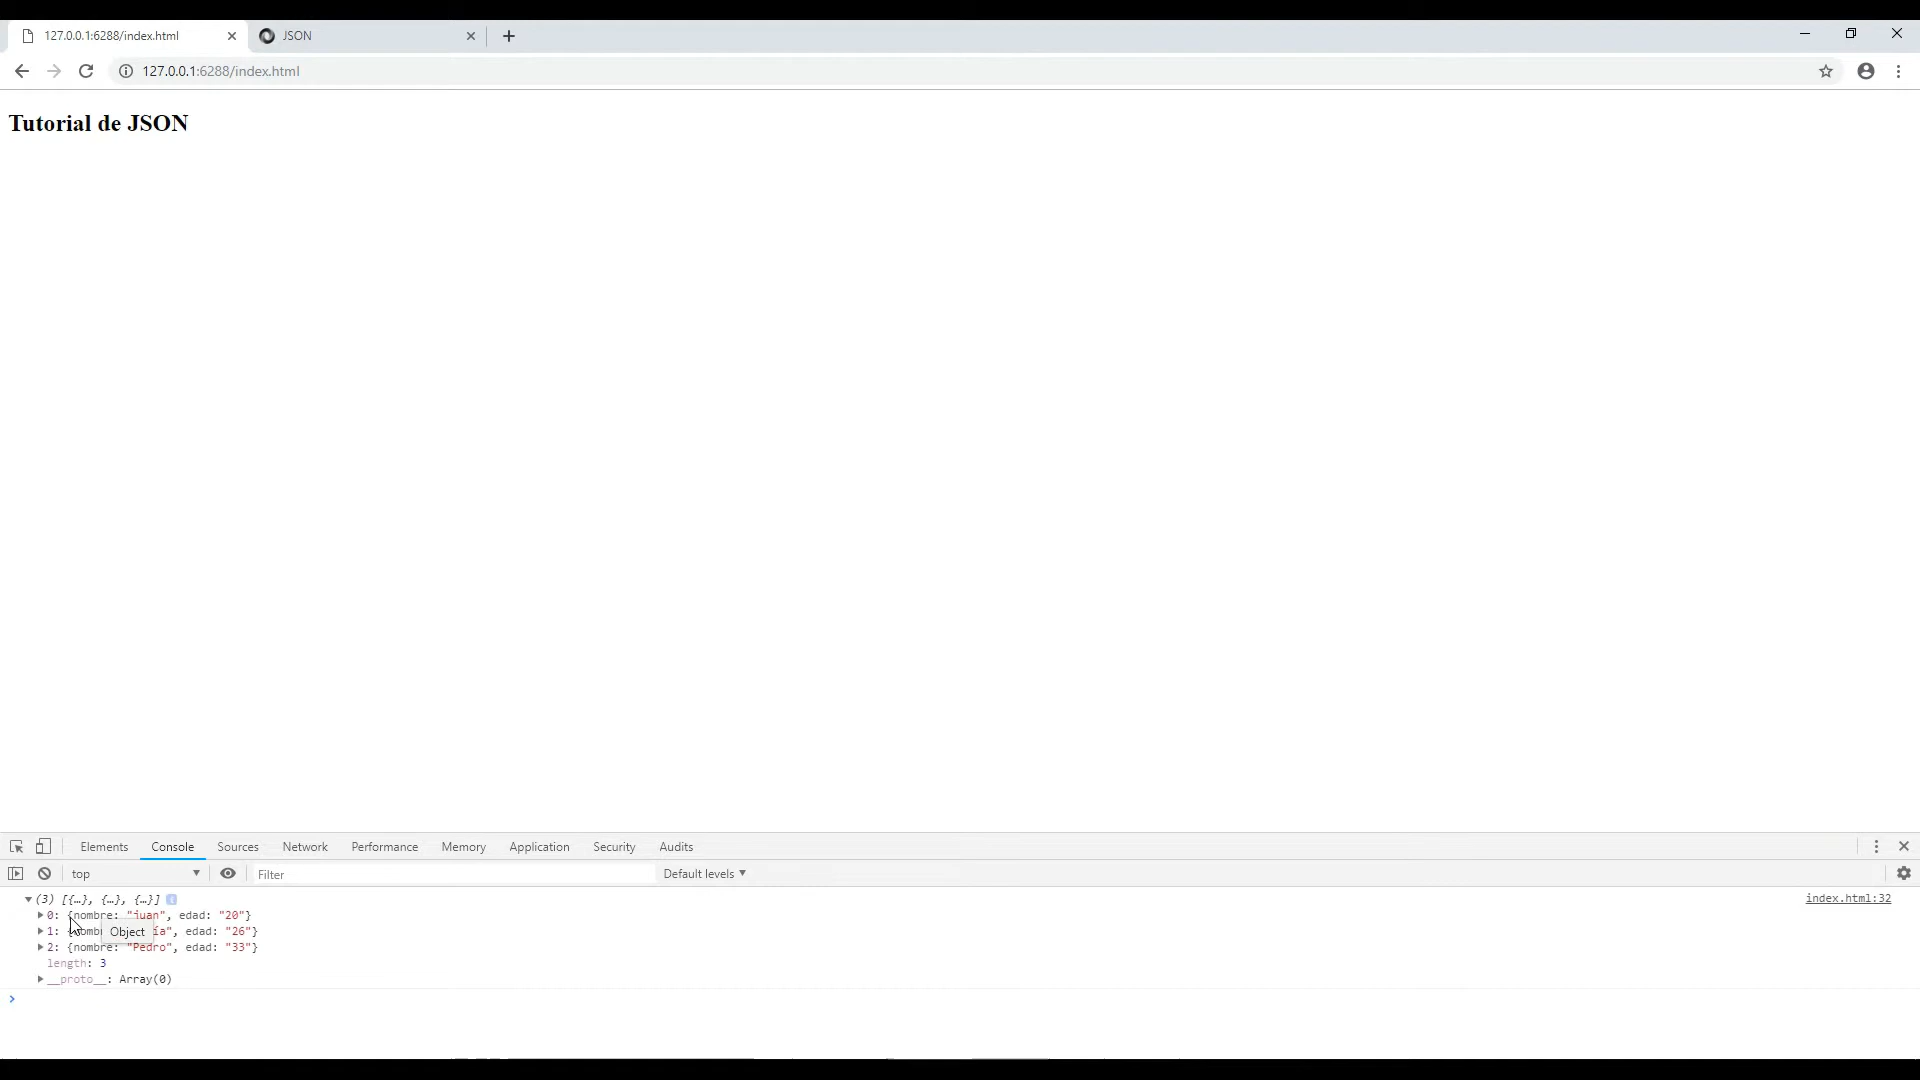 127.0.0.1:6288/index.html
JSON
127.0.0.1:6288/index.html
Tutorial de JSON
Elements Console Sources Network Performance Memory Application Security Audits
top Filter Default levels
(3) [{…}, {…}, {…}] index.html:32
0: {nombre: "juan", edad: "20"}
1: edad: "26"}
Object
2: {nombre: "Pedro", edad: "33"}
length: 3
__proto__: Array(0)